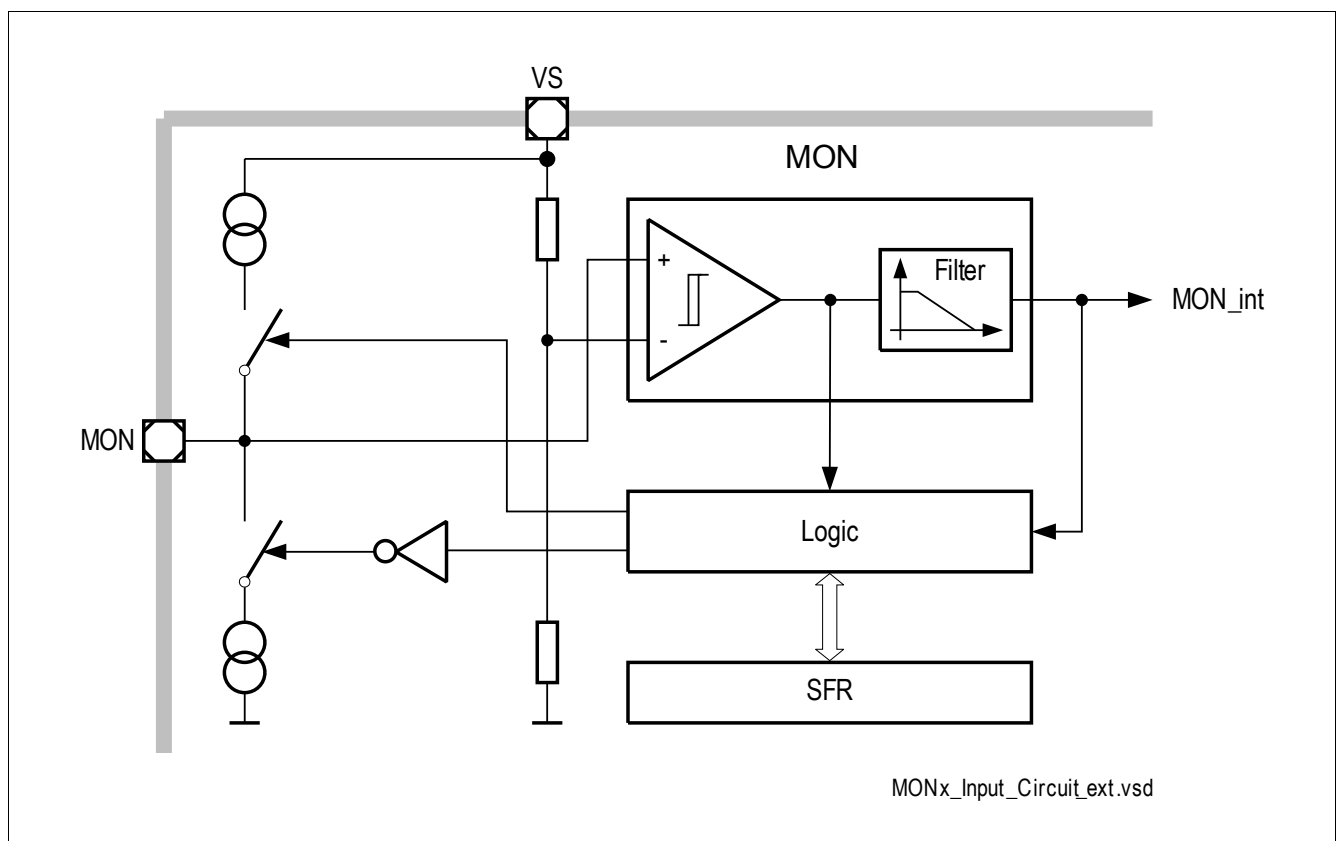 VS
MON
+
-
Filter
MON_int
MON
Logic
SFR
MONx_Input_Circuit_ext.vsd